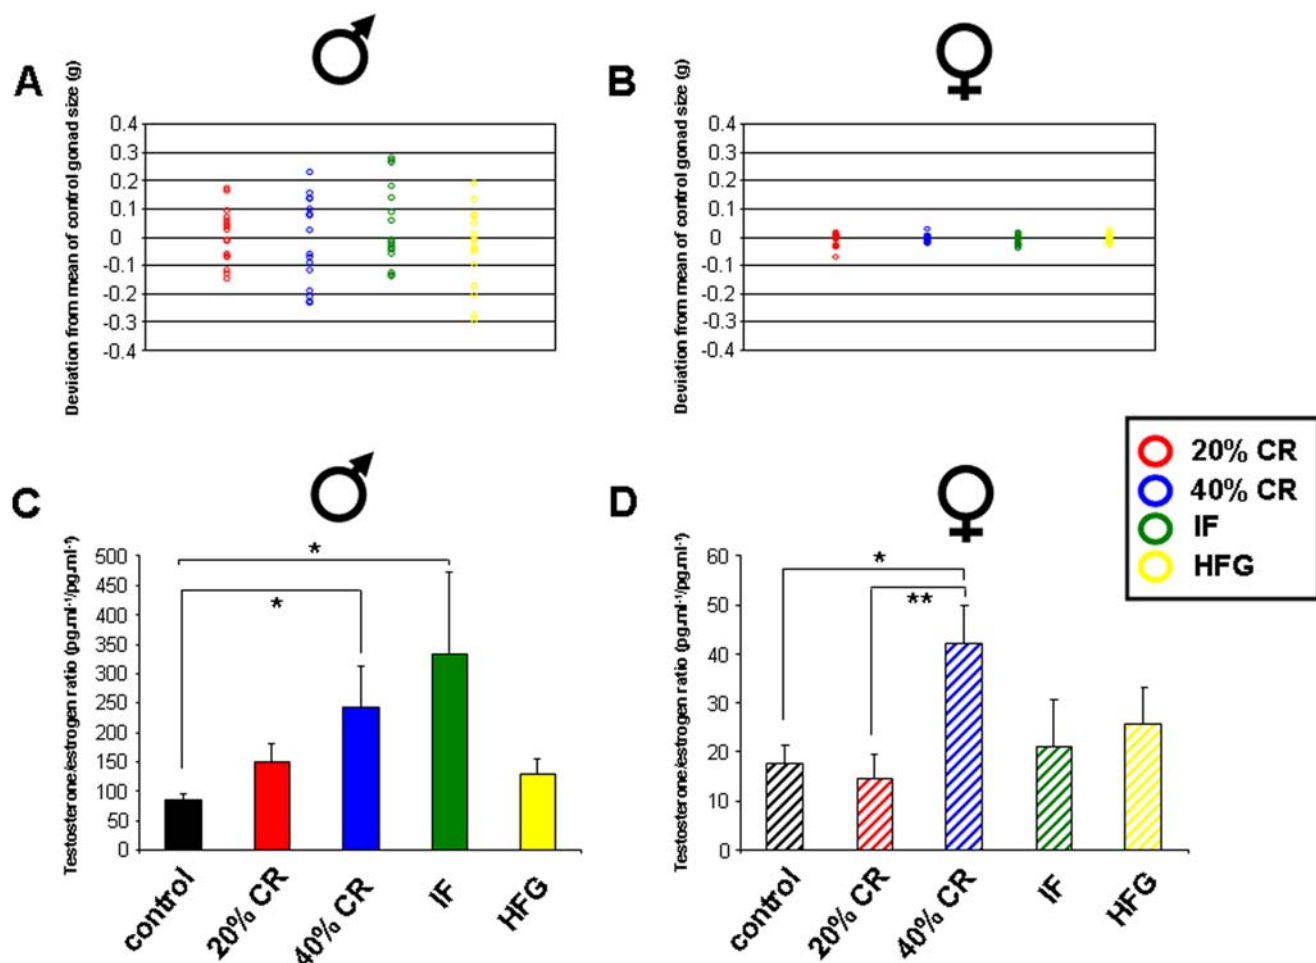 A
Deviation from mean of control gonad size (g)
0.4
0.3
0.2
0.1
0
-0.1
-0.2
-0.3
-0.4
B
Deviation from mean of control gonad size (g)
0.4
0.3
0.2
0.1
0
-0.1
-0.2
-0.3
-0.4
20% CR
40% CR
IF
HFG
C
Testosterone/estrogen ratio (pg.ml⁻¹/pg.ml⁻¹)
500
450
400
350
300
250
200
150
100
50
0
*
*
control
20% CR
40% CR
IF
HFG
D
Testosterone/estrogen ratio (pg.ml⁻¹/pg.ml⁻¹)
60
50
40
30
20
10
0
*
**
control
20% CR
40% CR
IF
HFG